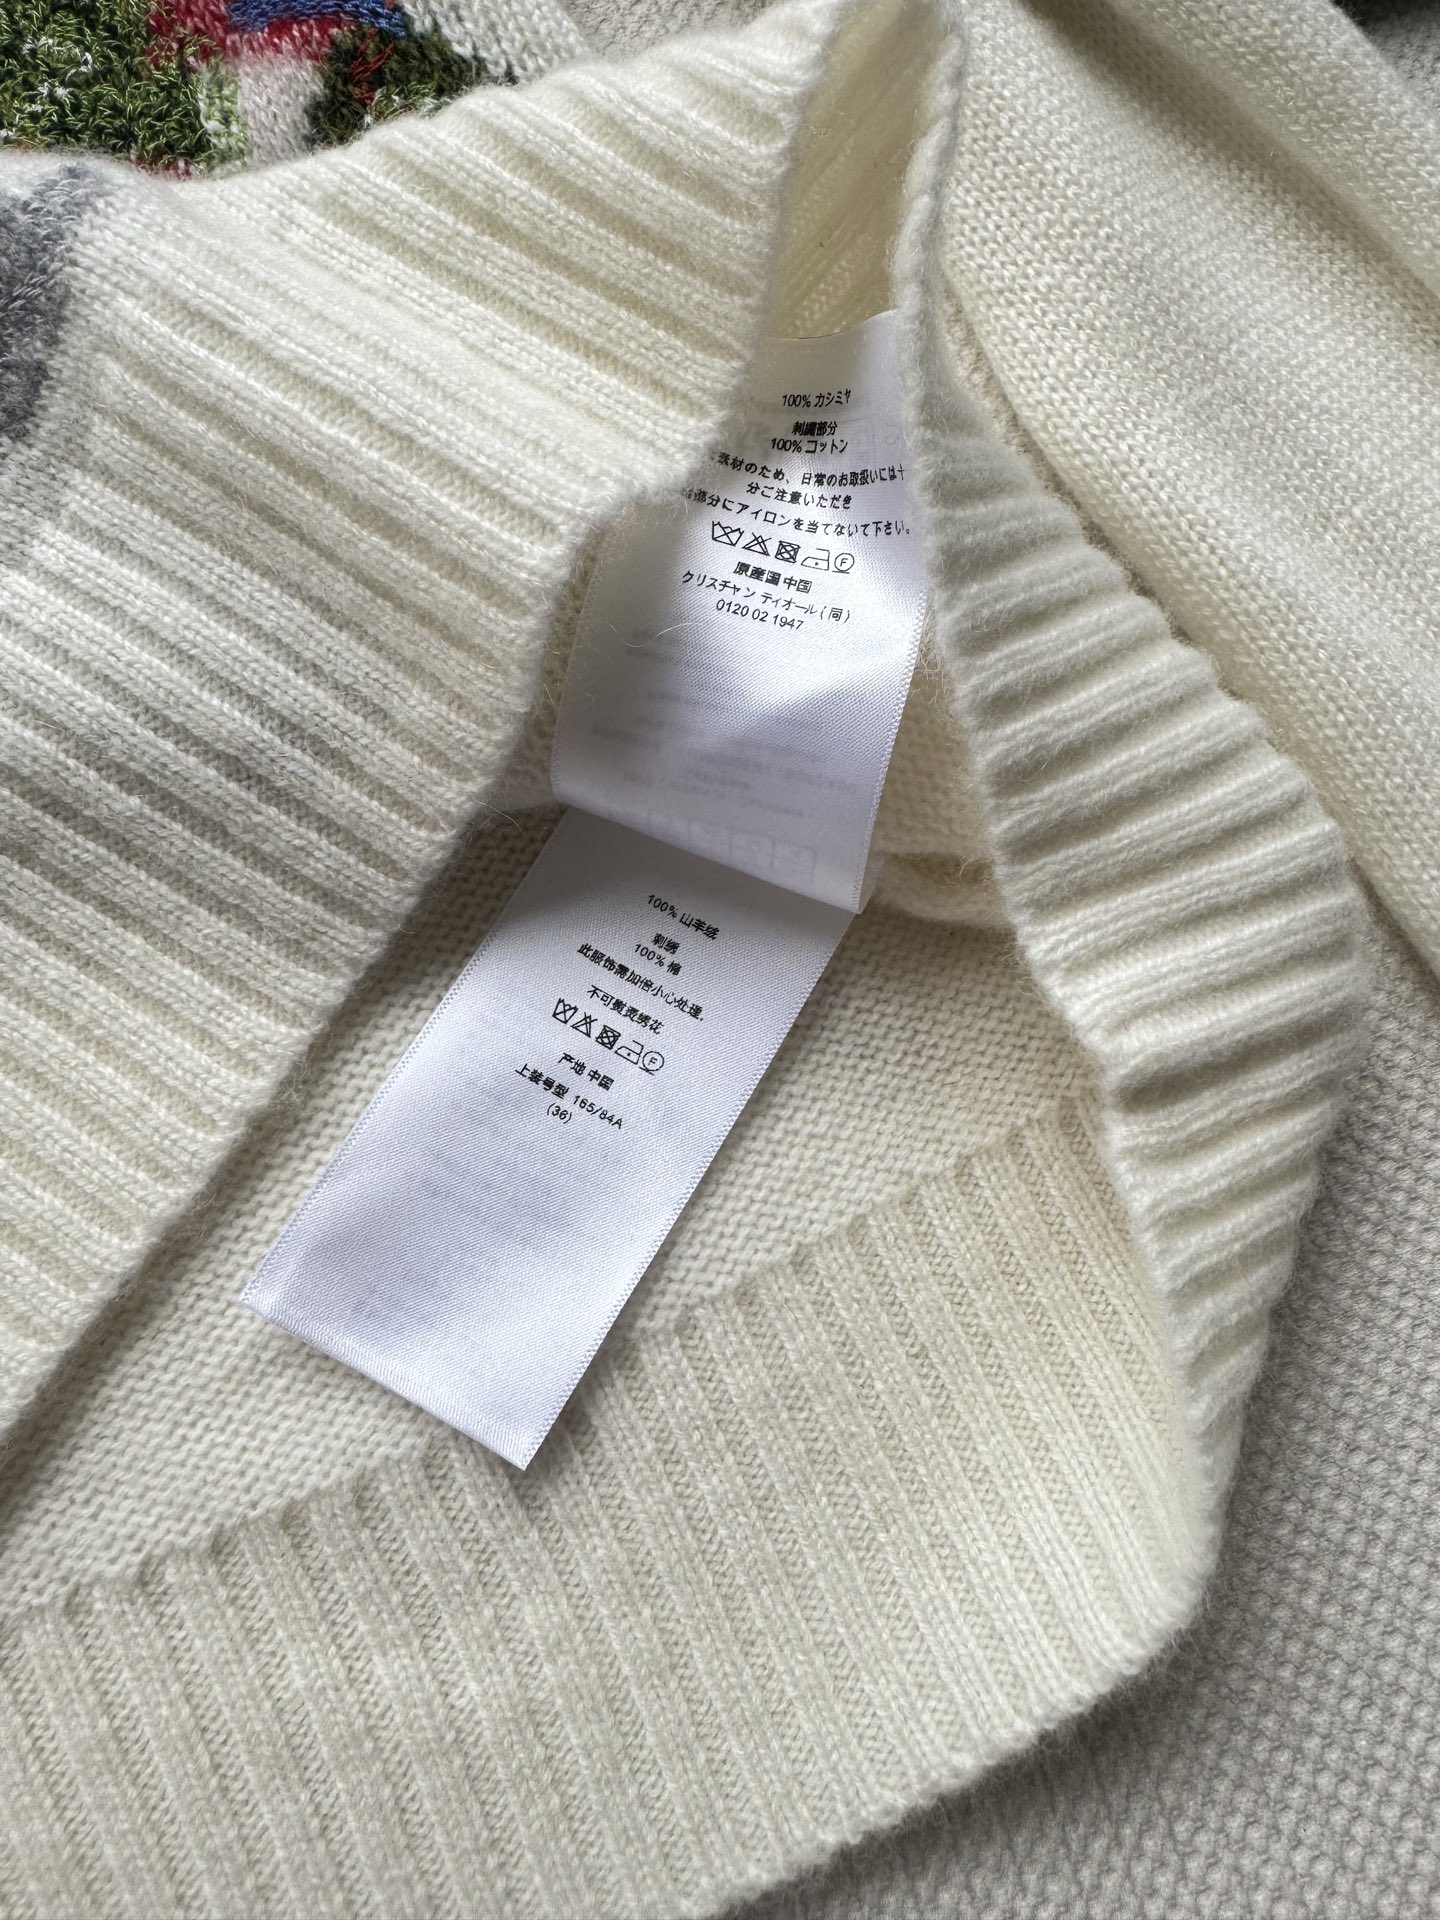 100% カシミヤ
刺繍部分
100% コットン
素材のため、日常のお取扱いには十
分ご注意いただき
部分にアイロンを当てないで下さい。
F
原産国 中国
クリスチャン ディオール (同)
0120 02 1947
100% 山羊绒
刺绣
100% 棉
此服饰需加倍小心处理。
不可熨烫绣花
F
产地 中国
上装号型 165/84A
(36)